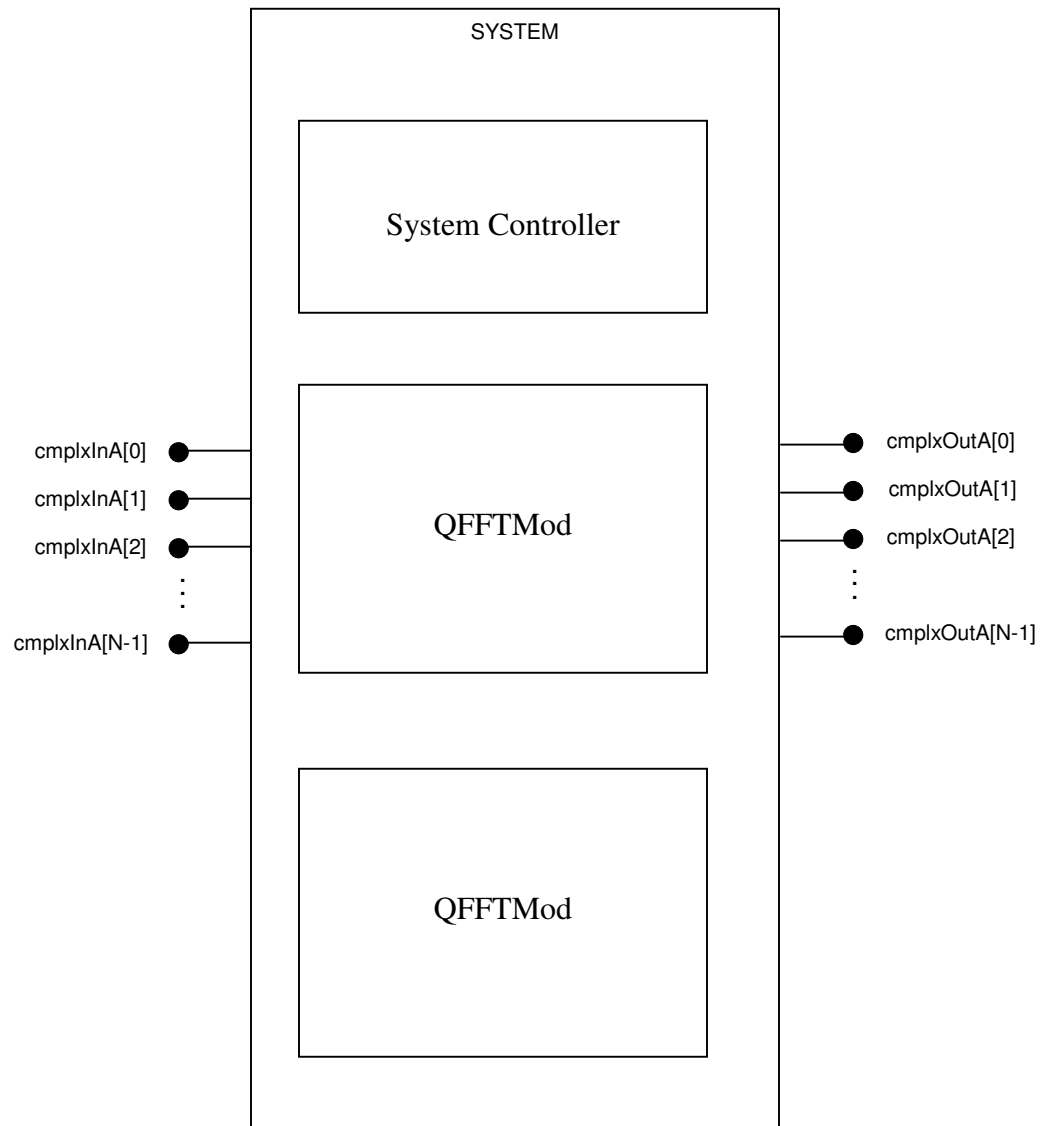 SYSTEM
System Controller
cmplxInA[0]
cmplxInA[1]
cmplxInA[2]
cmplxInA[N-1]
QFFTMod
cmplxOutA[0]
cmplxOutA[1]
cmplxOutA[2]
cmplxOutA[N-1]
QFFTMod